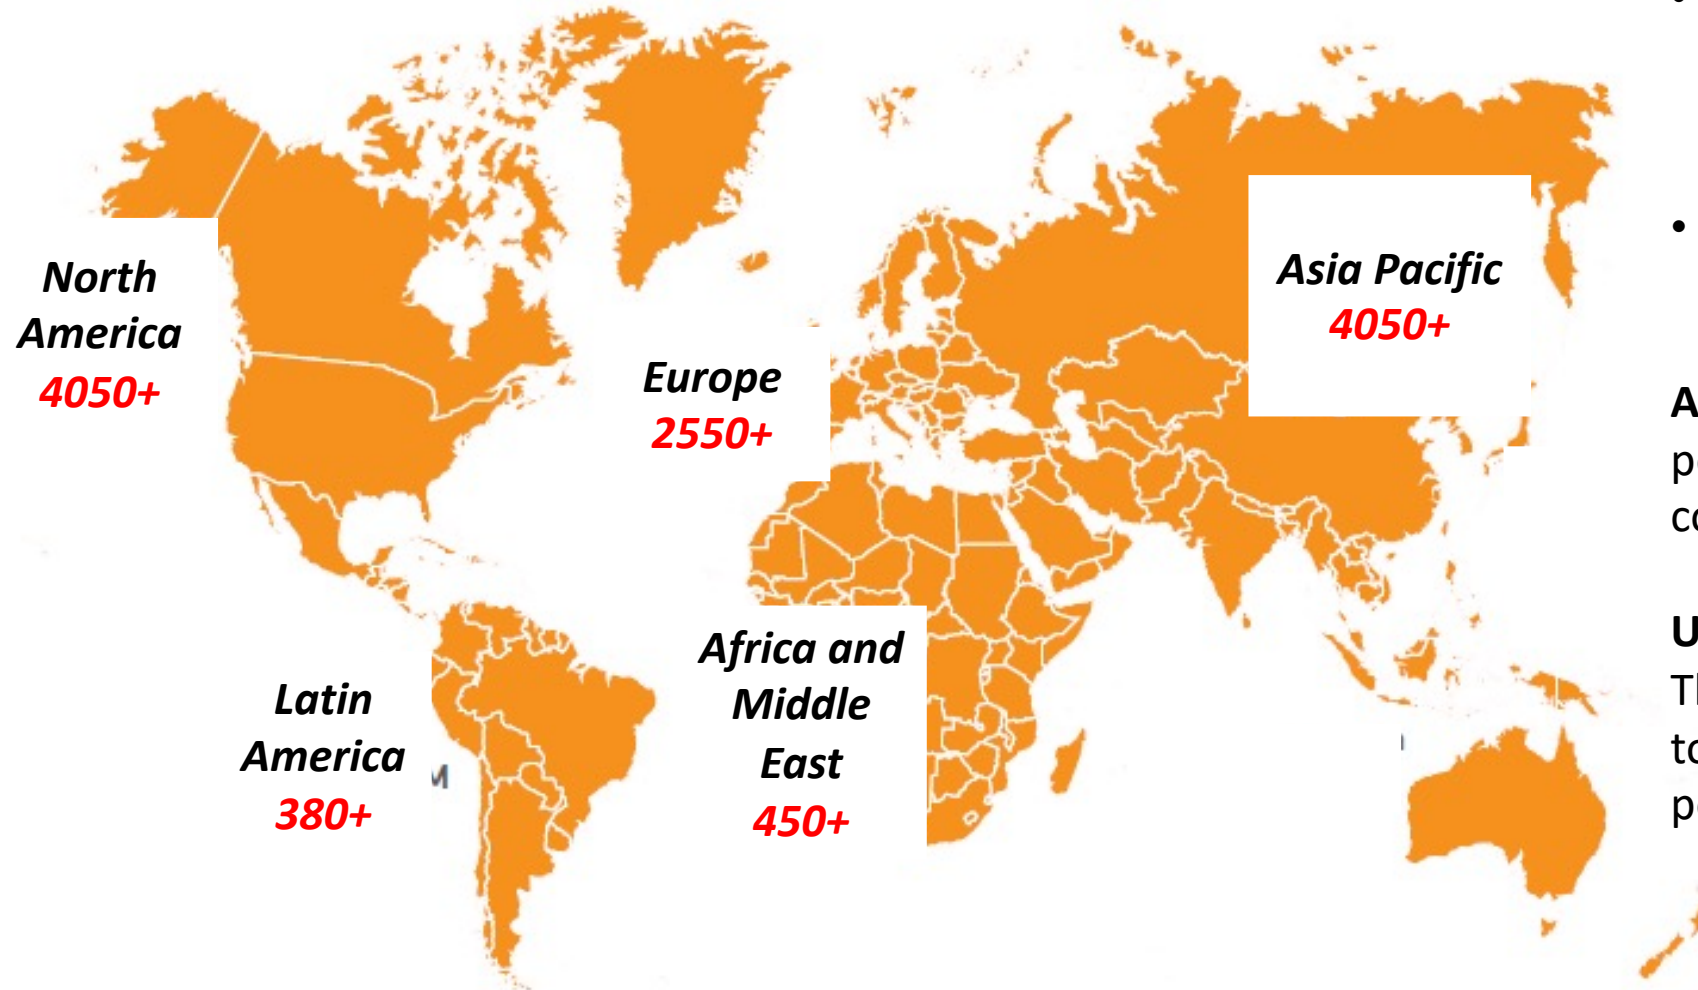 North
America
4050+
Europe
2550+
Asia Pacific
4050+
Latin
America
380+
Africa and
Middle
East
450+